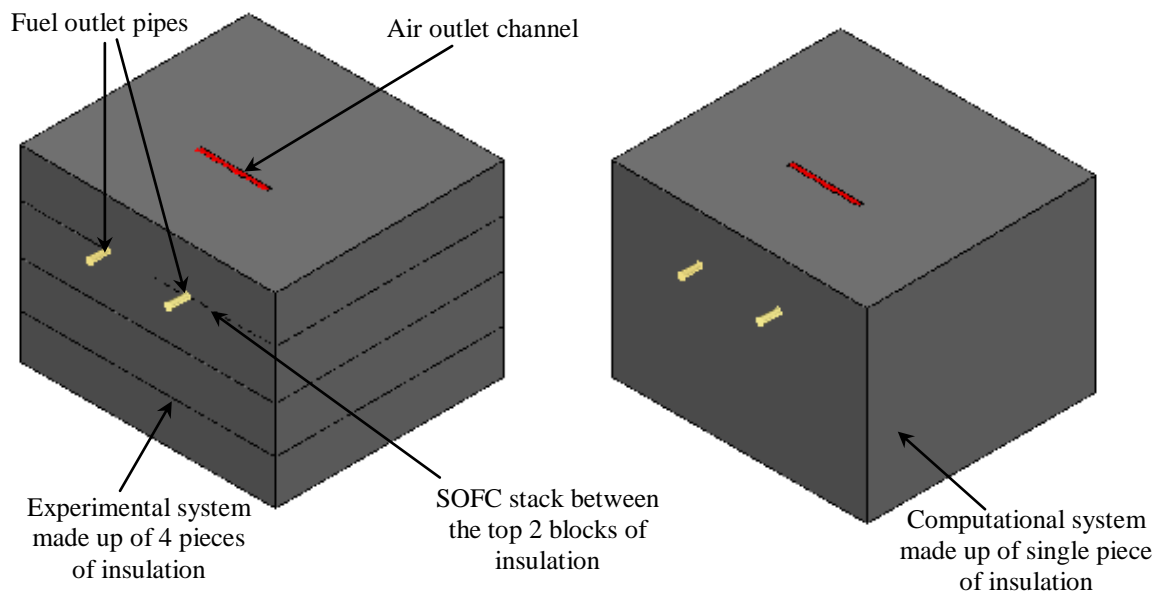 Fuel outlet pipes
Air outlet channel
Experimental system
made up of 4 pieces
of insulation
SOFC stack between
the top 2 blocks of
insulation
Computational system
made up of single piece
of insulation